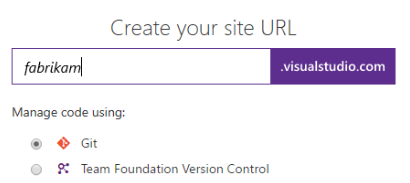 Create your site URL
fabrikam .visualstudio.com
Manage code using:
Git
Team Foundation Version Control